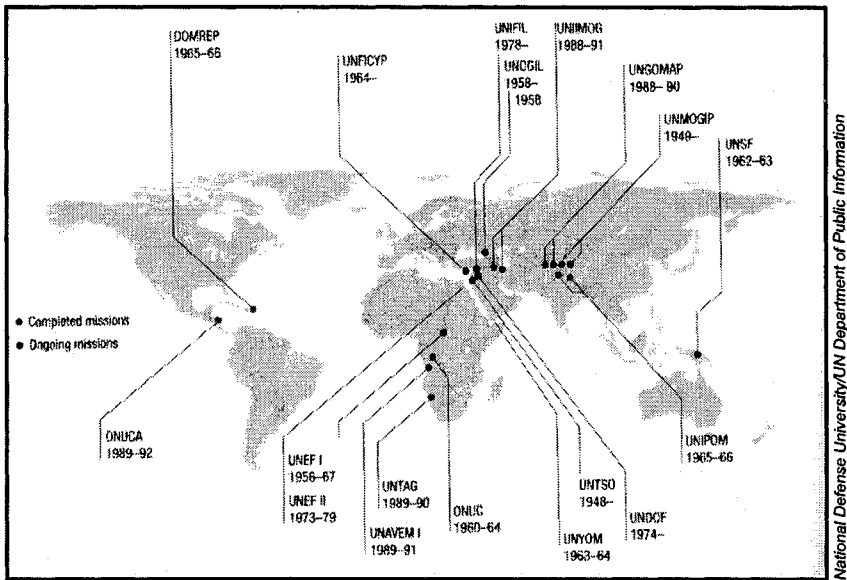 DOMREP
1965–66
UNFICYP
1964–
UNIFIL
1978–
UNOGIL
1958–
1958
UNIIMOG
1988–91
UNGOMAP
1988–90
UNMOGIP
1949–
UNSF
1962–63
• Completed missions
• Ongoing missions
ONUCA
1989–92
UNEF I
1956–67
UNEF II
1973–79
UNTAG
1989–90
UNAVEM I
1989–91
ONUC
1960–64
UNYOM
1963–64
UNTSO
1948–
UNDOF
1974–
UNIPOM
1965–66
National Defense University/UN Department of Public Information